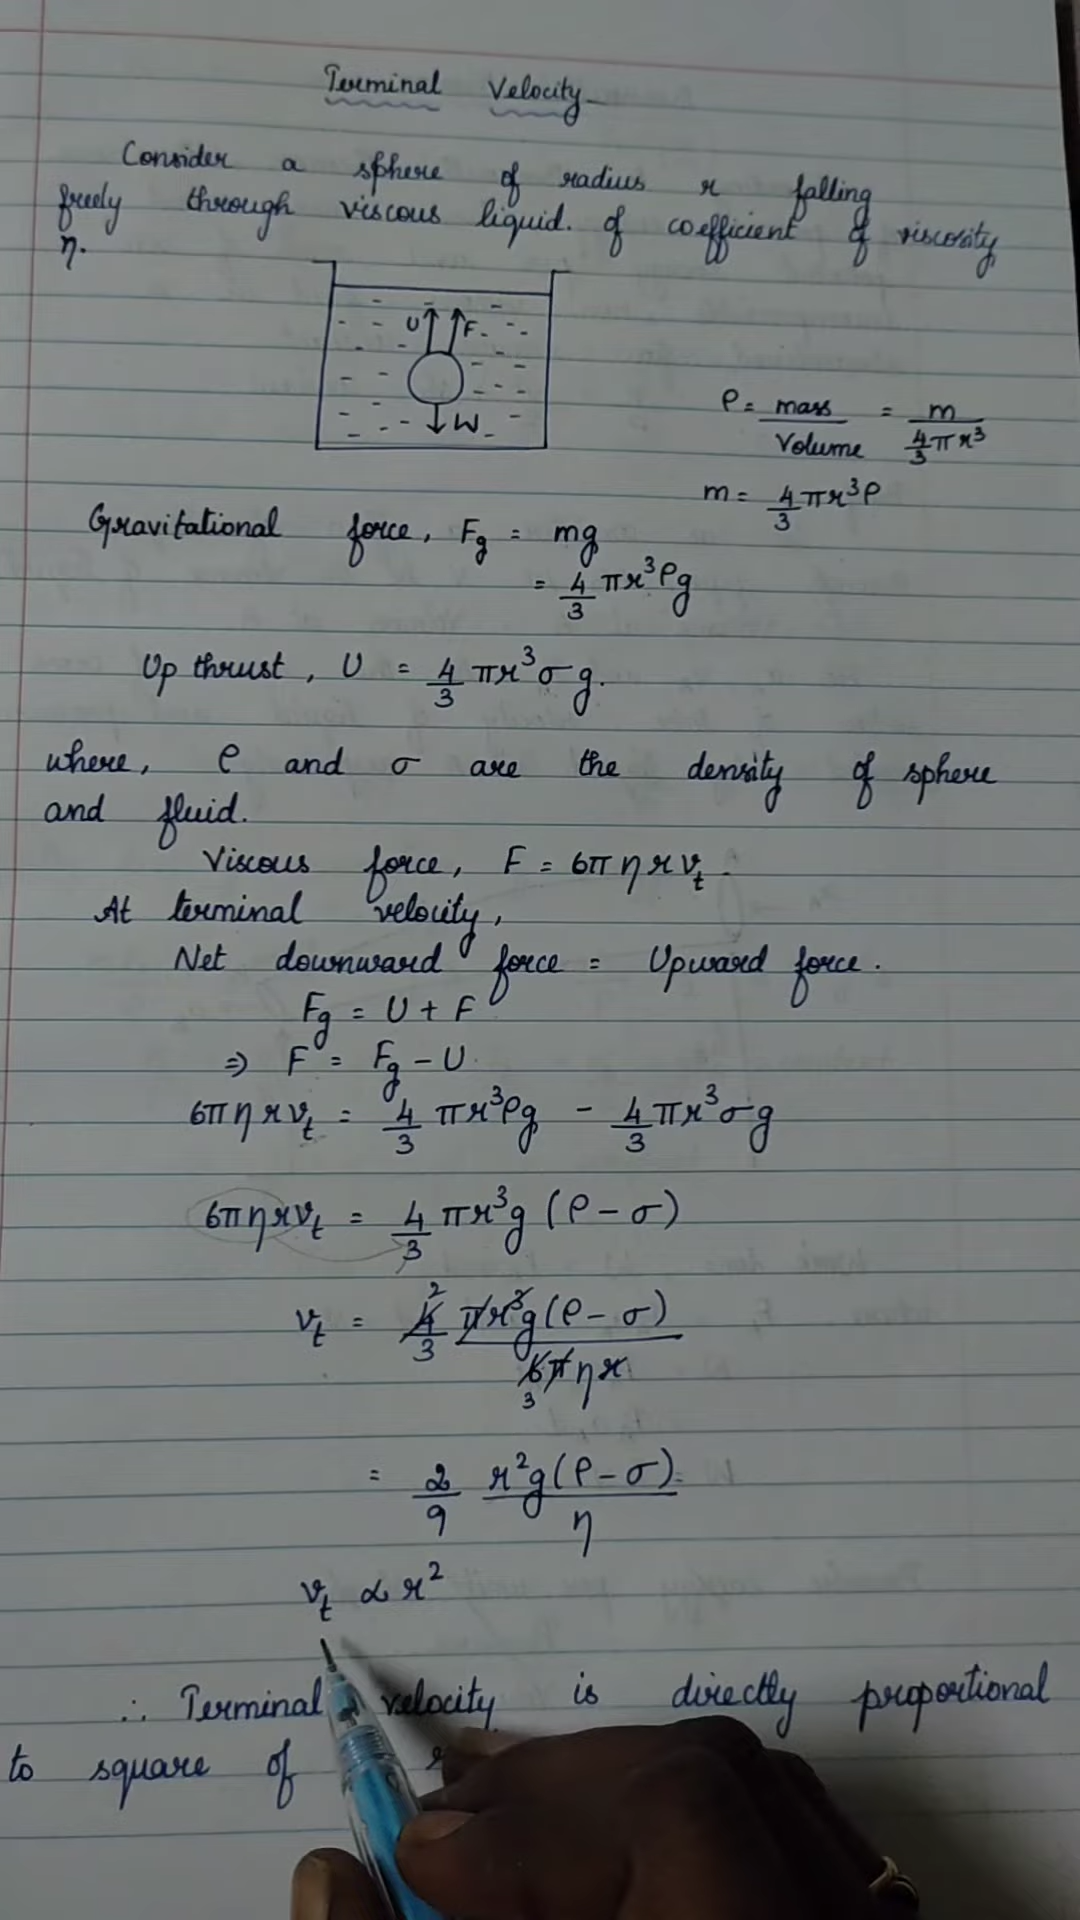 Terminal Velocity
Consider a sphere of radius r falling
freely through viscous liquid. of coefficient of viscosity
η.
U F
W
ρ = mass/Volume = m/(4/3 πr³)
m = 4/3 πr³ρ
Gravitational force, Fg = mg
= 4/3 πr³ρg
Up thrust, U = 4/3 πr³σg.
where, ρ and σ are the density of sphere
and fluid.
Viscous force, F = 6πηrvt.
At terminal velocity,
Net downward force = Upward force.
Fg = U + F
⇒ F = Fg - U.
6πηrvt = 4/3 πr³ρg - 4/3 πr³σg
6πηrvt = 4/3 πr³g (ρ - σ)
vt = 4/3 πr³g(ρ - σ)/6πηr
2
3
= 2/9 r²g(ρ - σ)/η
vt ∝ r²
∴ Terminal velocity is directly proportional
to square of